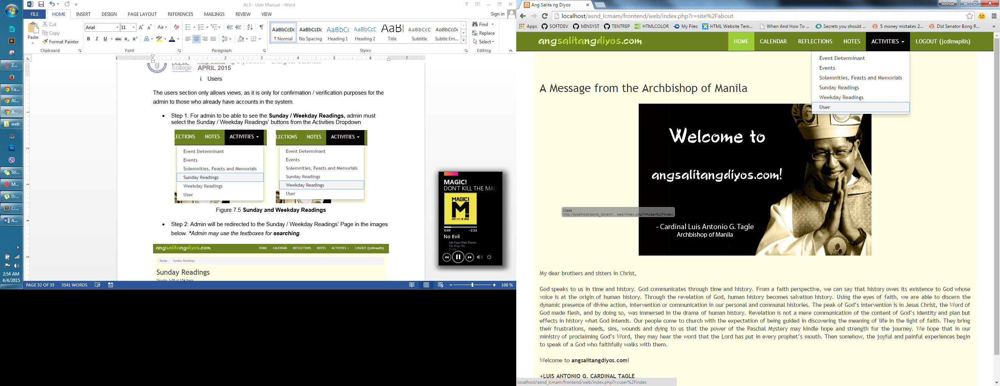 ALS - User Manual - Word
FILE HOME INSERT DESIGN PAGE LAYOUT REFERENCES MAILINGS REVIEW VIEW Sign in
Paste
Cut
Copy
Format Painter
Clipboard
Arial 11
Font
Paragraph
AaBbCcDc AaBbCcDc AaBbCc AaBbCcD AaBl AaBbCcD AaBbCcDc
¶ Normal No Spacing Heading 1 Heading 2 Title Subtitle Subtle Em...
Styles
Find
Replace
Select
Editing
pacific
college
APRIL 2015
i. Users
The users section only allows views, as it is only for confirmation / verification purposes for the
admin to those who already have accounts in the system.
• Step 1: For admin to be able to see the Sunday / Weekday Readings, admin must
select the Sunday / Weekday Readings' buttons from the Activities Dropdown
LECTIONS NOTES ACTIVITIES
Event Determinant
Events
Solemnities, Feasts and Memorials
Sunday Readings
Weekday Readings
User
LECTIONS NOTES ACTIVITIES
Event Determinant
Events
Solemnities, Feasts and Memorials
Sunday Readings
Weekday Readings
User
Figure 7.5 Sunday and Weekday Readings
• Step 2: Admin will be redirected to the Sunday / Weekday Readings' Page in the images
below. *Admin may use the textboxes for searching.
angsalitangdiyos.com HOME CALENDAR REFLECTIONS NOTES ACTIVITIES LOGOUT (jcdimapilis)
Home / Sunday Readings
Sunday Readings
Showing 1-20 of 174 items
PAGE 32 OF 33 3541 WORDS 100 %
Z...
Fa...
Al...
A...
web
Sti...
M...
D:...
C:...
A...
2:54 AM
4/4/2015
MAGIC!
DON'T KILL THE MAG
MAGIC!
M
DON'T KILL THE MAGIC
0:49 -2:33
No Evil
Let Your Hair Down
No Way No
Rude
Ang Salita ng Diyos
Joshua
localhost/asnd_lcmam/frontend/web/index.php?r=site%2Fabout
Apps SOFTDEV MINSYST TENTREP HTMLCOLOR My Files HTML Website Tem... When And How To ... Secrets you should ... 5 money mistakes 2... Did Senator Bong R... »
angsalitangdiyos.com HOME CALENDAR REFLECTIONS NOTES ACTIVITIES LOGOUT (jcdimapilis)
Event Determinant
Events
Solemnities, Feasts and Memorials
Sunday Readings
Weekday Readings
User
A Message from the Archbishop of Manila
Welcome to
angsalitangdiyos.com!
- Cardinal Luis Antonio G. Tagle
Archbishop of Manila
User
http://localhost/asnd_lcmam/...web/index.php?r=user%2Findex
My dear brothers and sisters in Christ,
God speaks to us in time and history. God communicates through time and history. From a faith perspective, we can say that history owes its existence to God whose
voice is at the origin of human history. Through the revelation of God, human history becomes salvation history. Using the eyes of faith, we are able to discern the
dynamic presence of divine action, intervention or communication in our personal and communal histories. The peak of God's intervention is in Jesus Christ, the Word of
God made flesh, and by doing so, was immersed in the drama of human history. Revelation is not a mere communication of the content of God's identity and plan but
effects in history what God intends. Our people come to church with the expectation of being guided in discovering the meaning of life in the light of faith. They bring
their frustrations, needs, sins, wounds and dying to us that the power of the Paschal Mystery may kindle hope and strength for the journey. We hope that in our
ministry of proclaiming God's Word, they may hear the word that the Lord has put in every prophet's mouth. Then somehow, the joyful and painful experiences begin
to speak of a God who faithfully walks with them.
Welcome to angsalitangdiyos.com!
+LUIS ANTONIO G. CARDINAL TAGLE
localhost/asnd_lcmam/frontend/web/index.php?r=user%2Findex